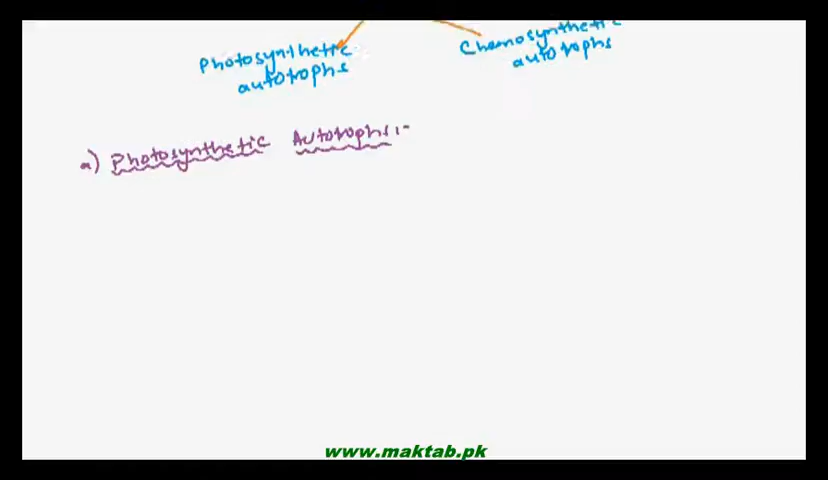 Photosynthetic
autotrophs
Chemosynthetic
autotrophs
a) Photosynthetic Autotrophs :-
www.maktab.pk